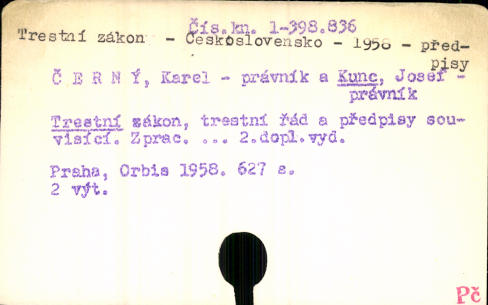 Čís.kn. 1-398.836
Trestní zákon - Československo - 1958 - před-
pisy
Č E R N Ý, Karel - právník a Kunc, Josef -
právník
Trestní zákon, trestní řád a předpisy sou-
visící. Zprac. ... 2.dopl.vyd.
Praha, Orbis 1958. 627 s.
2 výt.
Pč